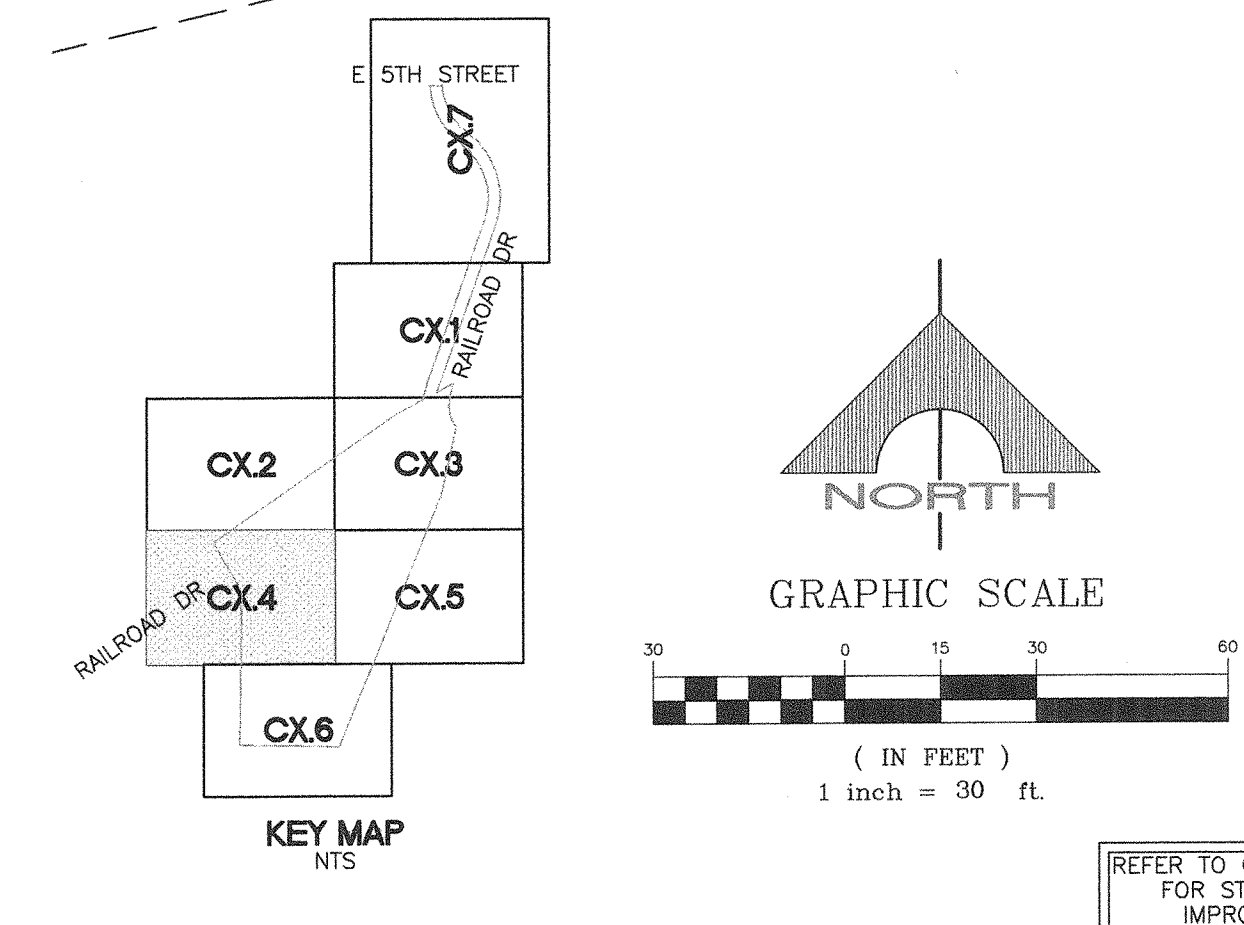 E 5TH STREET
CX.7
RAILROAD DR
CX.1
CX.2
CX.3
RAILROAD DR
CX.4
CX.5
CX.6
KEY MAP
NTS
NORTH
GRAPHIC SCALE
30 0 15 30 60
( IN FEET )
1 inch = 30 ft.
REFER TO
FOR ST
IMPRO